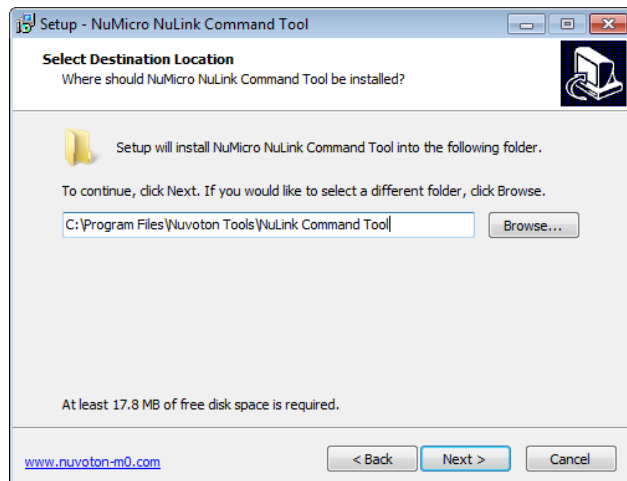 Setup - NuMicro NuLink Command Tool
Select Destination Location
Where should NuMicro NuLink Command Tool be installed?
Setup will install NuMicro NuLink Command Tool into the following folder.
To continue, click Next. If you would like to select a different folder, click Browse.
C:\Program Files\Nuvoton Tools\NuLink Command Tool
Browse...
At least 17.8 MB of free disk space is required.
www.nuvoton-m0.com
< Back
Next >
Cancel